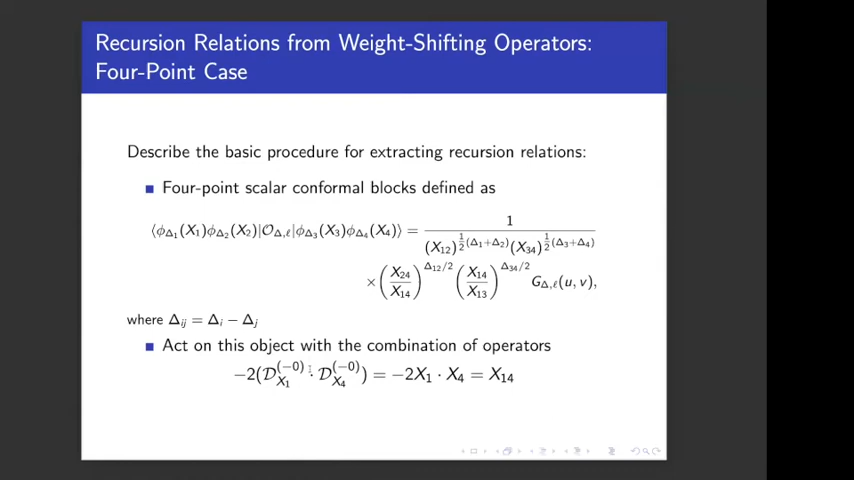 Recursion Relations from Weight-Shifting Operators:
Four-Point Case
Describe the basic procedure for extracting recursion relations:
Four-point scalar conformal blocks defined as
⟨ϕ_{Δ₁}(X₁)ϕ_{Δ₂}(X₂)|𝒪_{Δ,ℓ}|ϕ_{Δ₃}(X₃)ϕ_{Δ₄}(X₄)⟩ = 1 / ((X₁₂)^{½(Δ₁+Δ₂)}(X₃₄)^{½(Δ₃+Δ₄)})
× (X₂₄/X₁₄)^{Δ₁₂/2} (X₁₄/X₁₃)^{Δ₃₄/2} G_{Δ,ℓ}(u, v),
where Δ_{ij} = Δ_i − Δ_j
Act on this object with the combination of operators
−2(𝒟_{X₁}^{(−0)} · 𝒟_{X₄}^{(−0)}) = −2X₁ · X₄ = X₁₄